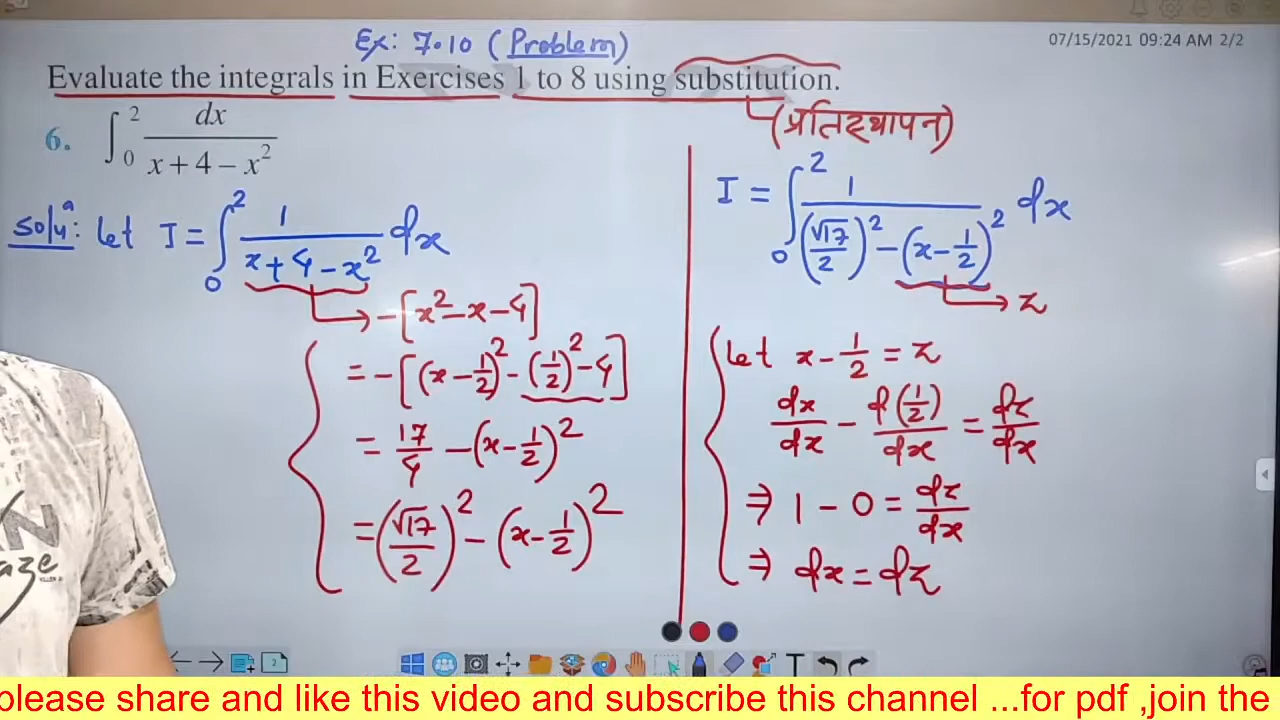 Ex: 7.10 (Problem)
07/15/2021 09:24 AM 2/2
Evaluate the integrals in Exercises 1 to 8 using substitution.
(प्रतिस्थापन)
6. ∫₀² dx / (x + 4 – x²)
Soluⁿ: Let I = ∫₀² 1/(x+4–x²) dx
–[x²–x–4]
= –[(x–1/2)² – (1/2)² – 4]
= 17/4 – (x–1/2)²
= (√17/2)² – (x–1/2)²
I = ∫₀² 1/((√17/2)² – (x–1/2)²) dx
z
Let x – 1/2 = z
dx/dx – d(1/2)/dx = dz/dx
⇒ 1 – 0 = dz/dx
⇒ dx = dz
please share and like this video and subscribe this channel ...for pdf ,join the